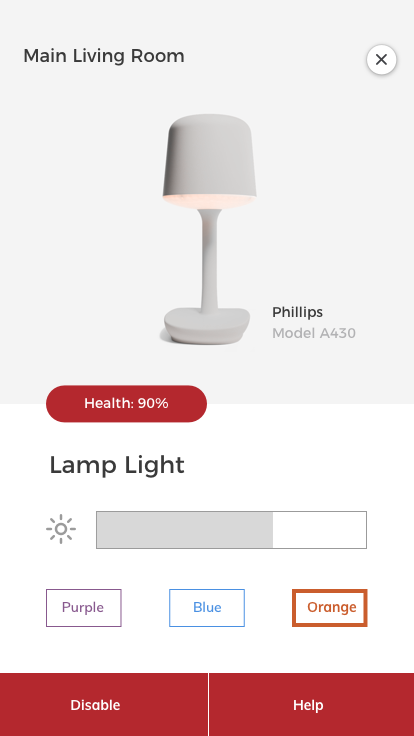 Main Living Room
Phillips
Model A430
Health: 90%
Lamp Light
Purple
Blue
Orange
Disable
Help